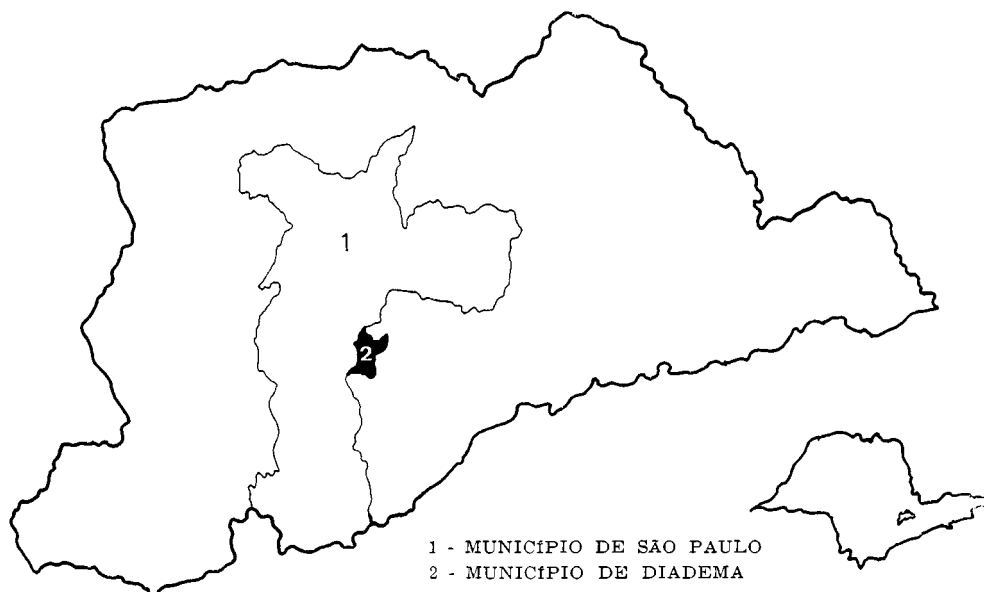 1
2
1 - MUNICÍPIO DE SÃO PAULO
2 - MUNICÍPIO DE DIADEMA